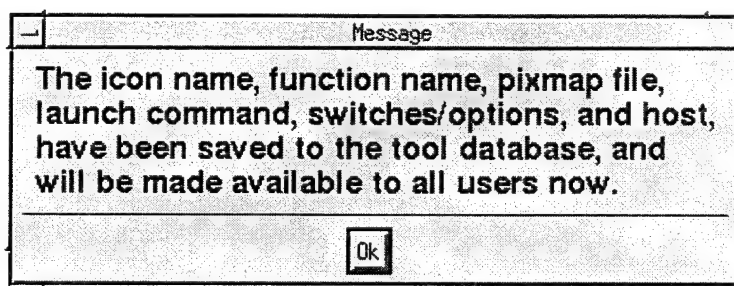 Message
The icon name, function name, pixmap file,
launch command, switches/options, and host,
have been saved to the tool database, and
will be made available to all users now.
Ok